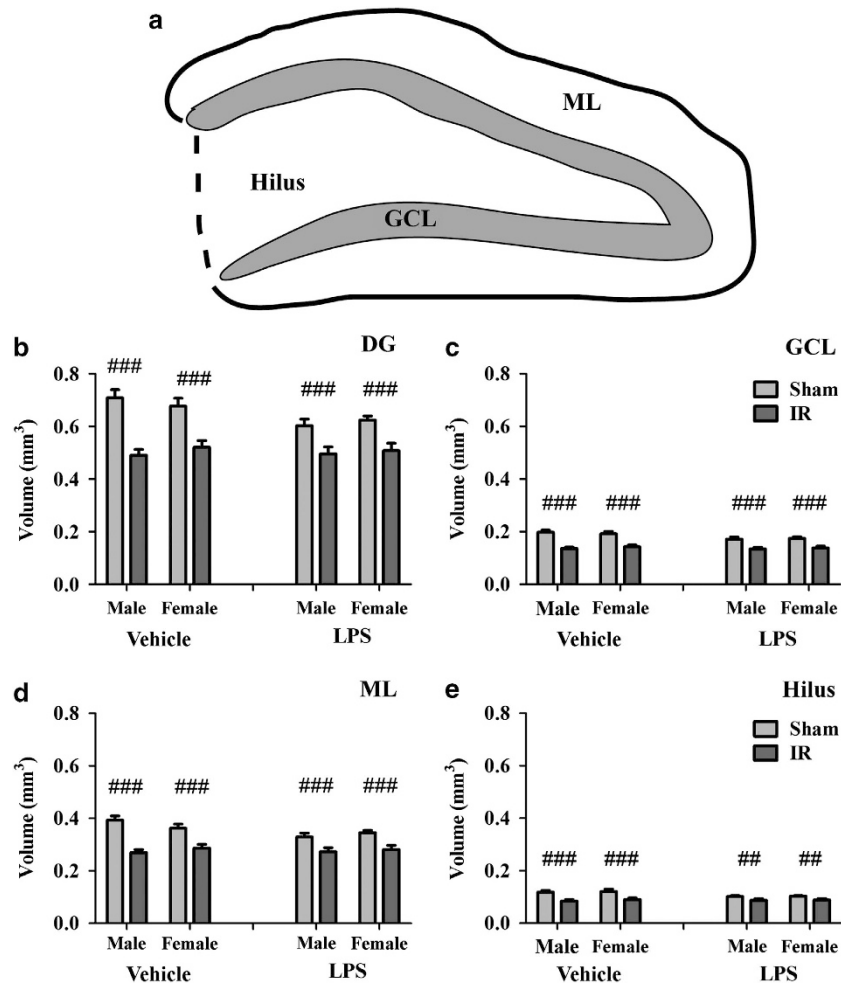 a
ML
Hilus
GCL
b
DG
Volume (mm³)
0.8
0.6
0.4
0.2
0.0
###
###
###
###
Male
Female
Male
Female
Vehicle
LPS
c
GCL
Volume (mm³)
0.8
0.6
0.4
0.2
0.0
Sham
IR
###
###
###
###
Male
Female
Male
Female
Vehicle
LPS
d
ML
Volume (mm³)
0.8
0.6
0.4
0.2
0.0
###
###
###
###
Male
Female
Male
Female
Vehicle
LPS
e
Hilus
Volume (mm³)
0.8
0.6
0.4
0.2
0.0
Sham
IR
###
###
##
##
Male
Female
Male
Female
Vehicle
LPS